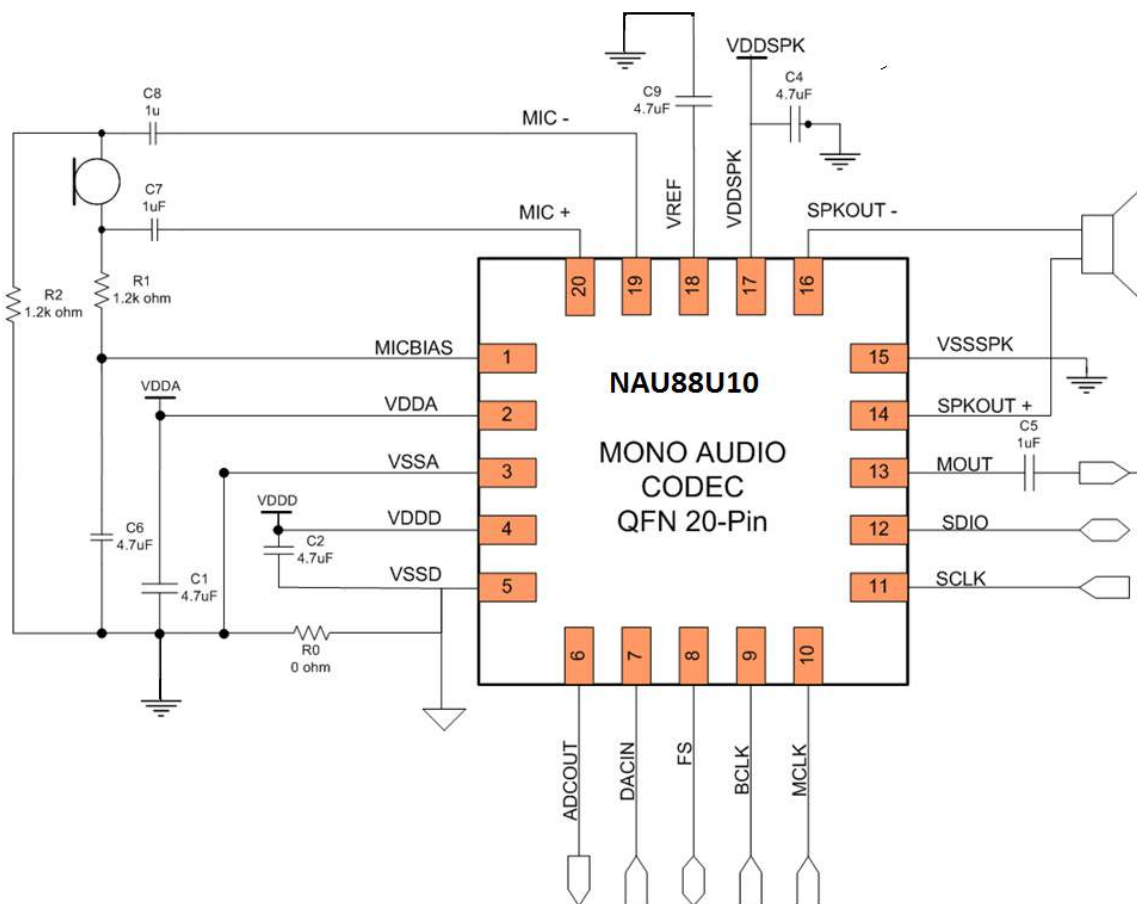 VDDSPK
C4
4.7uF
C9
4.7uF
C8
1u
MIC -
C7
1uF
MIC +
VREF
VDDSPK
SPKOUT -
R2
1.2k ohm
R1
1.2k ohm
20
19
18
17
16
MICBIAS
1
15
VSSSPK
NAU88U10
VDDA
VDDA
2
14
SPKOUT +
MONO AUDIO
CODEC
QFN 20-Pin
C5
1uF
VSSA
3
13
MOUT
VDDD
VDDD
4
12
SDIO
C6
4.7uF
C2
4.7uF
VSSD
5
11
SCLK
C1
4.7uF
R0
0 ohm
6
7
8
9
10
ADCOUT
DACIN
FS
BCLK
MCLK